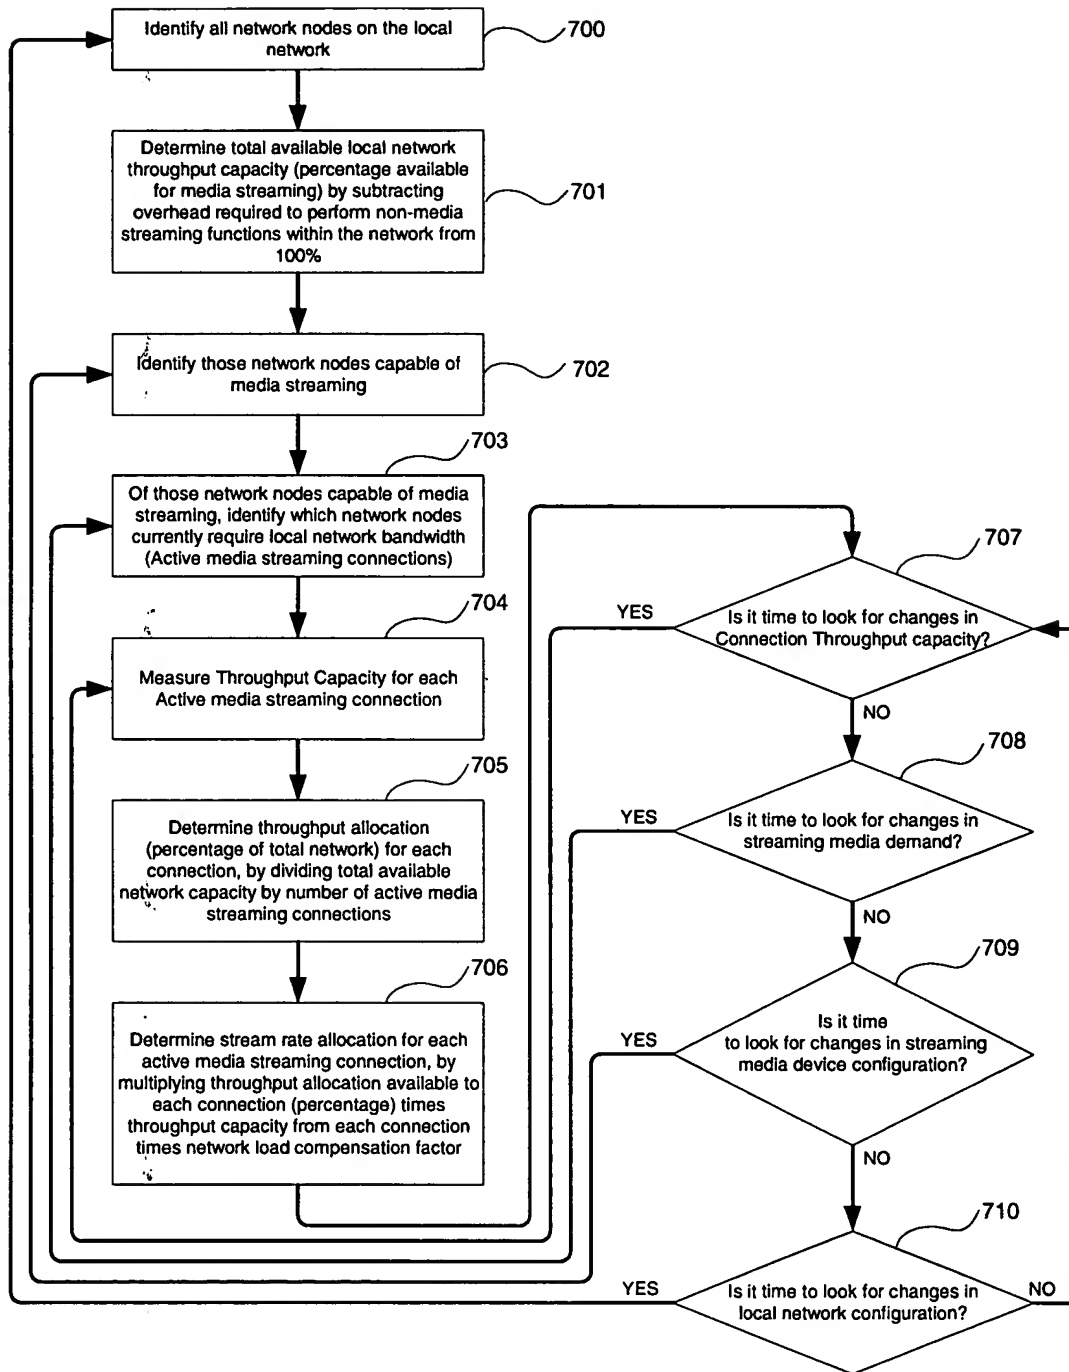 Identify all network nodes on the local
network
700
Determine total available local network
throughput capacity (percentage available
for media streaming) by subtracting
overhead required to perform non-media
streaming functions within the network from
100%
701
Identify those network nodes capable of
media streaming
702
703
Of those network nodes capable of media
streaming, identify which network nodes
currently require local network bandwidth
(Active media streaming connections)
704
Measure Throughput Capacity for each
Active media streaming connection
705
Determine throughput allocation
(percentage of total network) for each
connection, by dividing total available
network capacity by number of active media
streaming connections
706
Determine stream rate allocation for each
active media streaming connection, by
multiplying throughput allocation available to
each connection (percentage) times
throughput capacity from each connection
times network load compensation factor
707
YES
Is it time to look for changes in
Connection Throughput capacity?
NO
708
YES
Is it time to look for changes in
streaming media demand?
NO
709
YES
Is it time
to look for changes in streaming
media device configuration?
NO
710
YES
Is it time to look for changes in
local network configuration?
NO